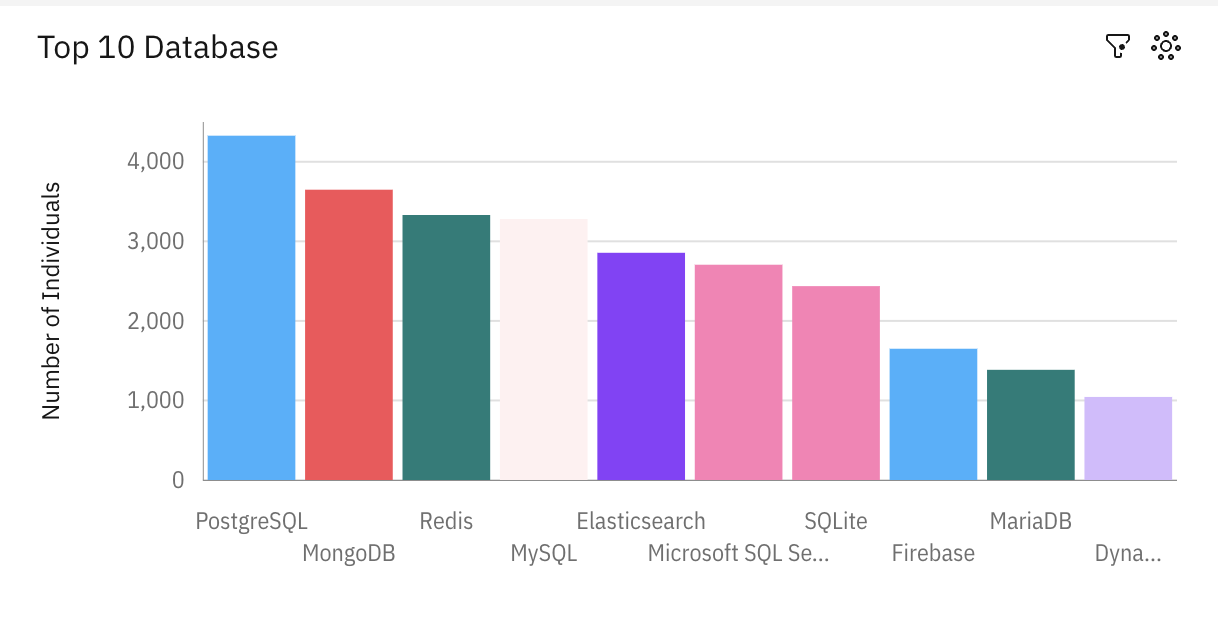 Top 10 Database
Number of Individuals
4,000
3,000
2,000
1,000
0
PostgreSQL
MongoDB
Redis
MySQL
Elasticsearch
Microsoft SQL Se...
SQLite
Firebase
MariaDB
Dyna...